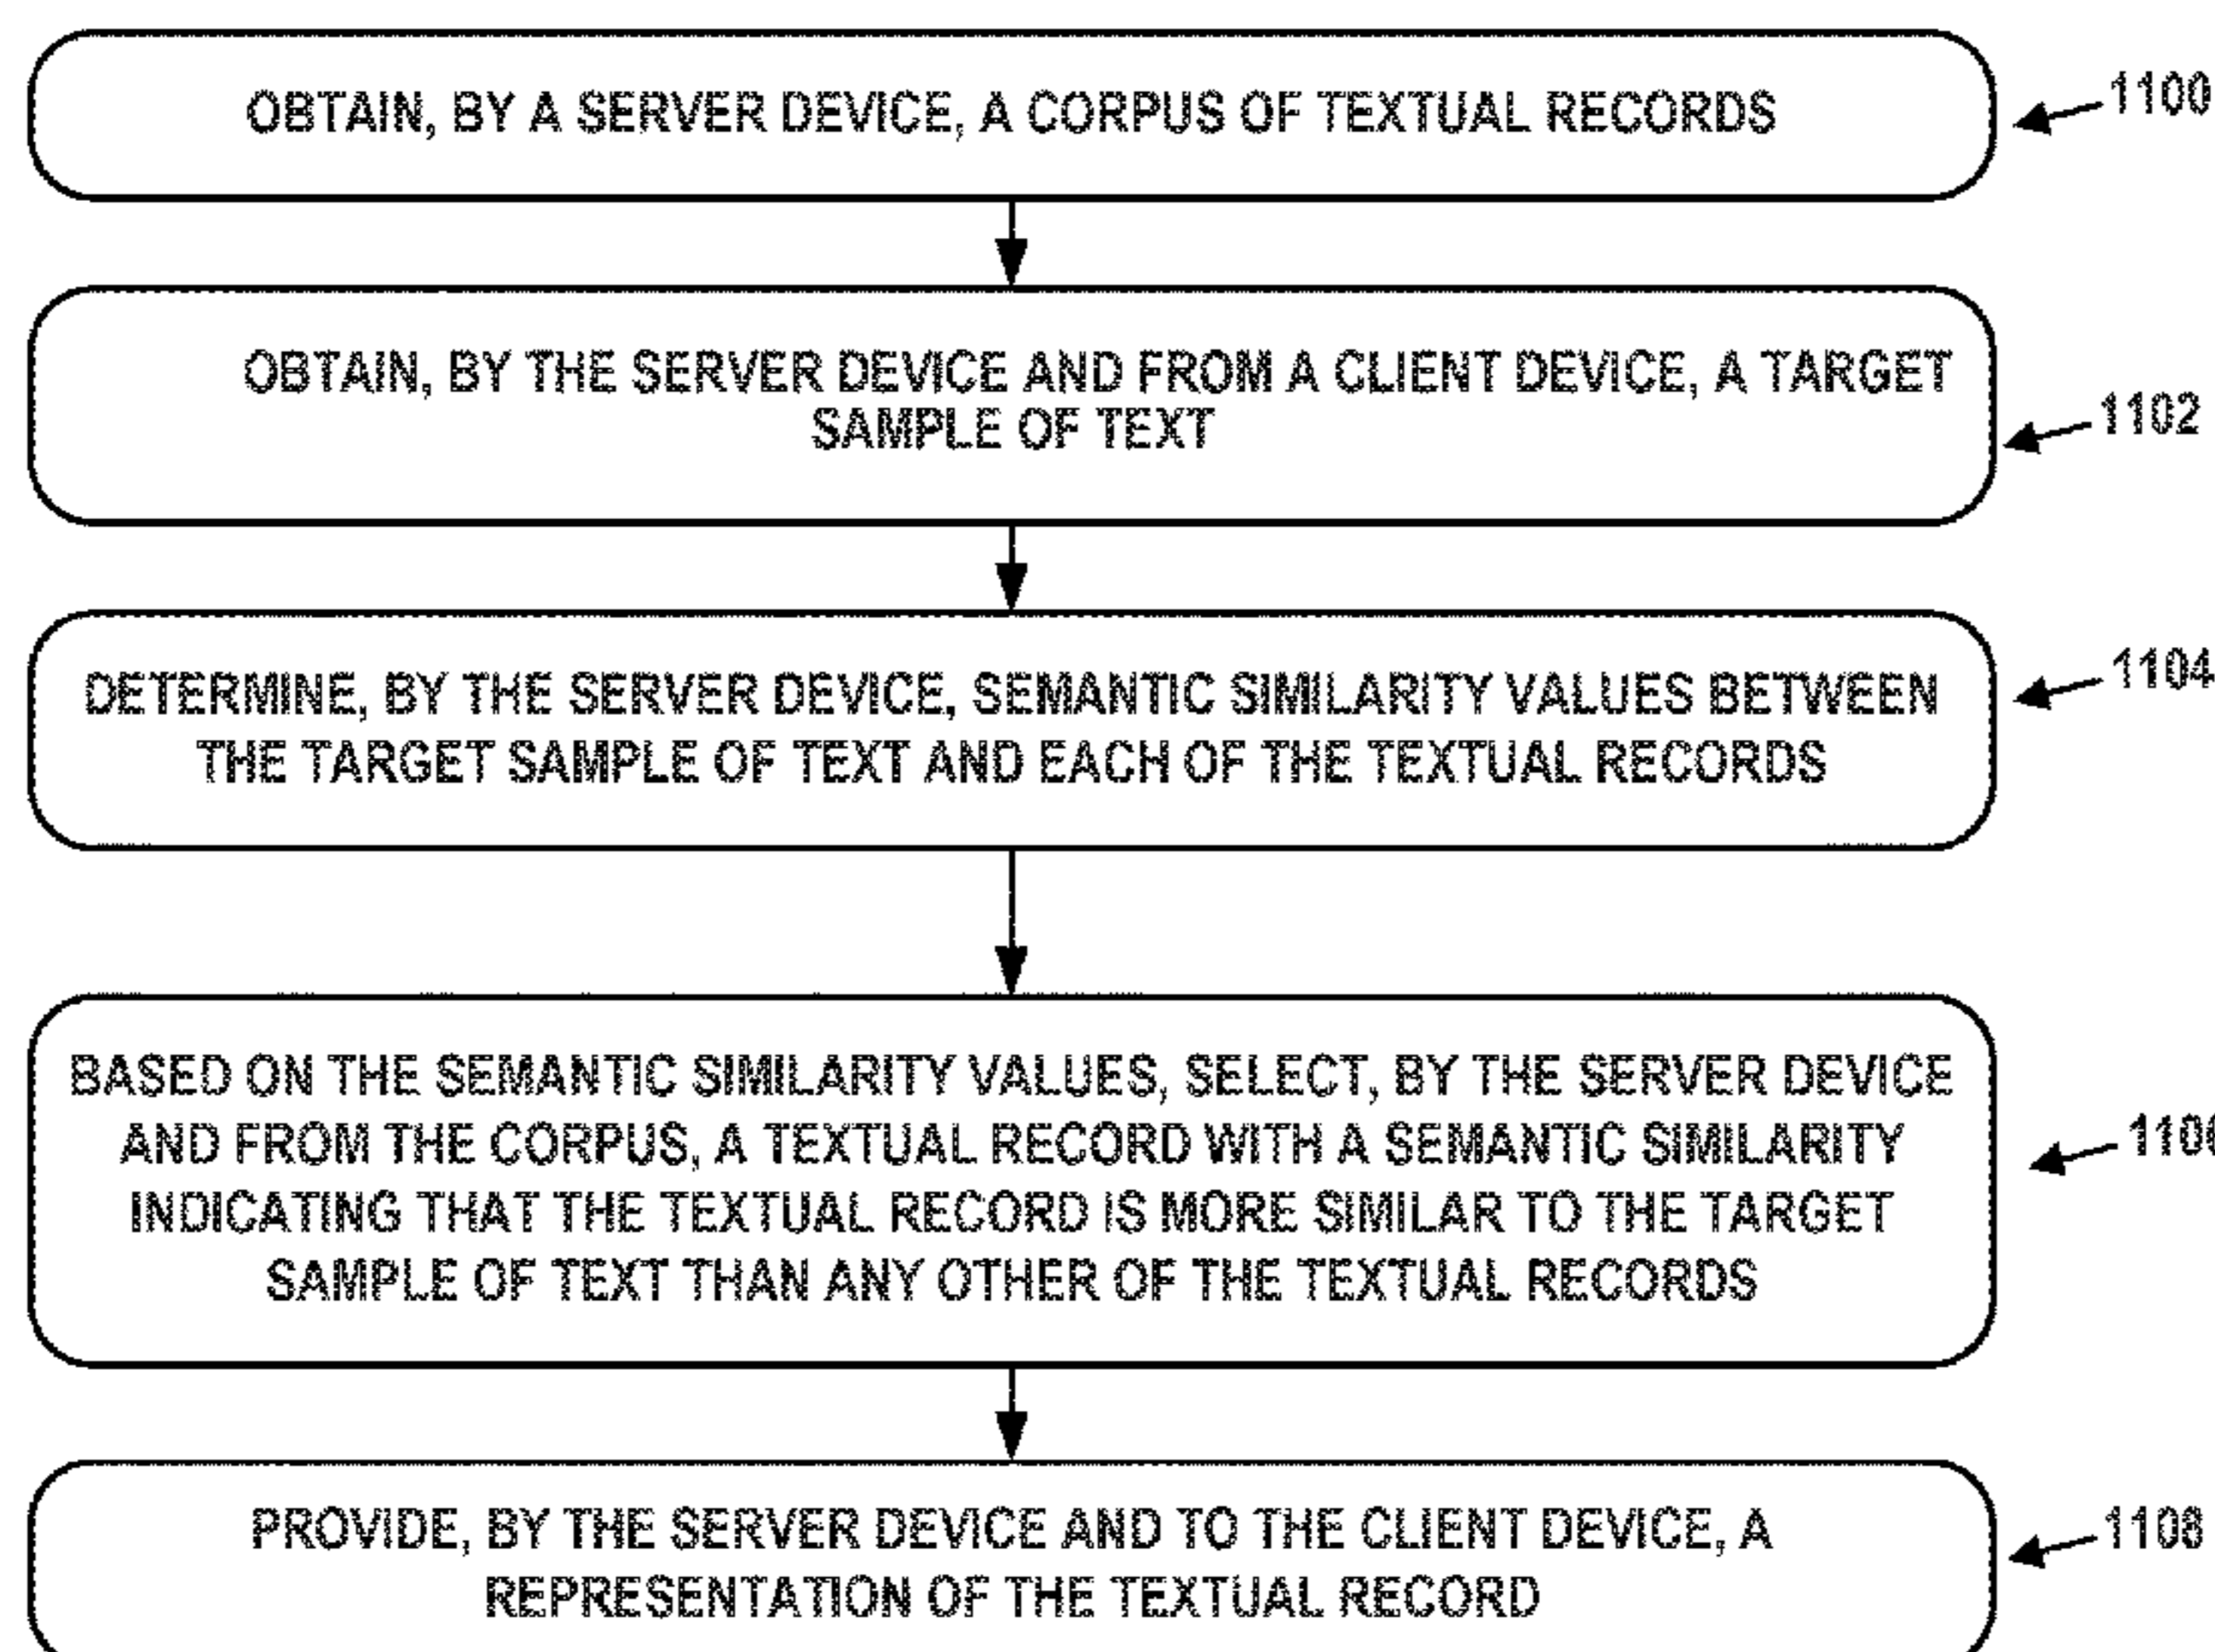 OBTAIN, BY A SERVER DEVICE, A CORPUS OF TEXTUAL RECORDS
1100
OBTAIN, BY THE SERVER DEVICE AND FROM A CLIENT DEVICE, A TARGET
SAMPLE OF TEXT
1102
DETERMINE, BY THE SERVER DEVICE, SEMANTIC SIMILARITY VALUES BETWEEN
THE TARGET SAMPLE OF TEXT AND EACH OF THE TEXTUAL RECORDS
1104
BASED ON THE SEMANTIC SIMILARITY VALUES, SELECT, BY THE SERVER DEVICE
AND FROM THE CORPUS, A TEXTUAL RECORD WITH A SEMANTIC SIMILARITY
INDICATING THAT THE TEXTUAL RECORD IS MORE SIMILAR TO THE TARGET
SAMPLE OF TEXT THAN ANY OTHER OF THE TEXTUAL RECORDS
1106
PROVIDE, BY THE SERVER DEVICE AND TO THE CLIENT DEVICE, A
REPRESENTATION OF THE TEXTUAL RECORD
1108